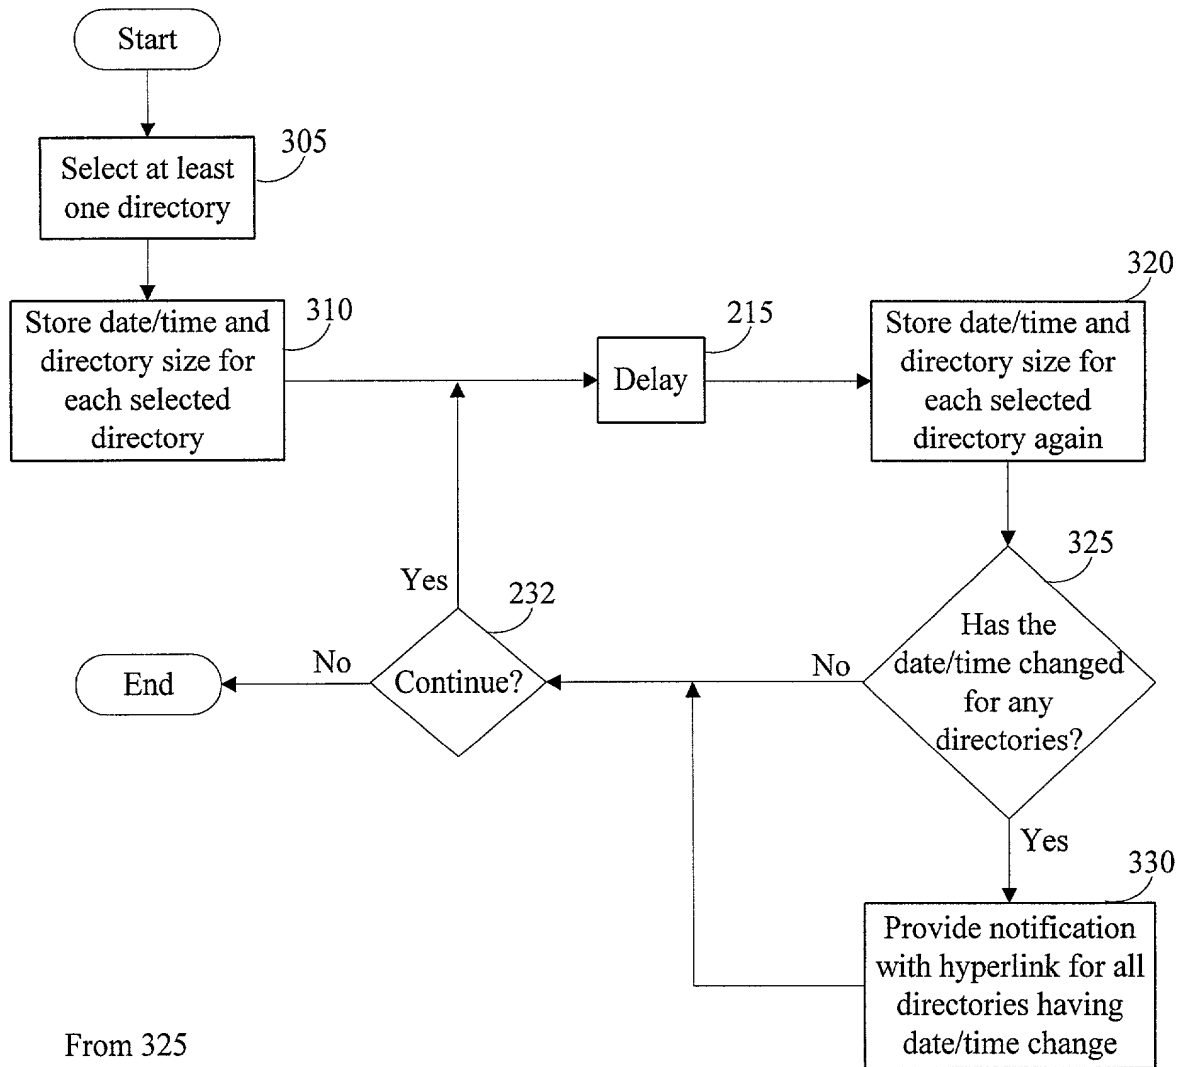 Start
305
Select at least
one directory
310
Store date/time and
directory size for
each selected
directory
215
Delay
320
Store date/time and
directory size for
each selected
directory again
325
Has the
date/time changed
for any
directories?
No
Yes
330
Provide notification
with hyperlink for all
directories having
date/time change
232
Continue?
Yes
No
End
From 325